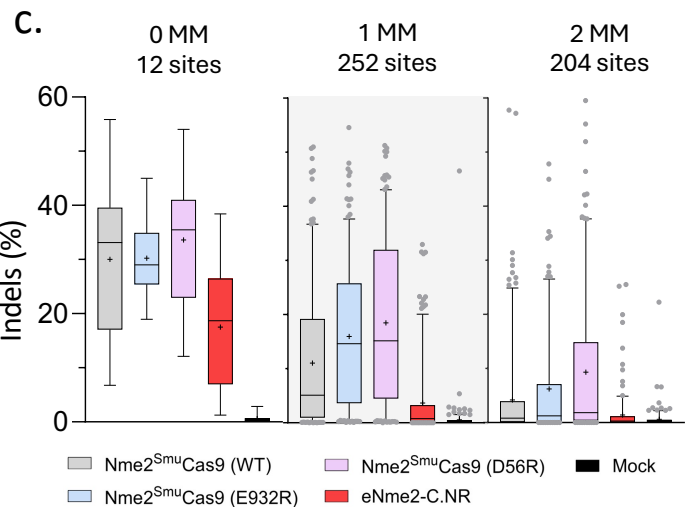 c.
0 MM
12 sites
1 MM
252 sites
2 MM
204 sites
Indels (%)
60
40
20
0
Nme2SmuCas9 (WT)
Nme2SmuCas9 (E932R)
Nme2SmuCas9 (D56R)
eNme2-C.NR
Mock